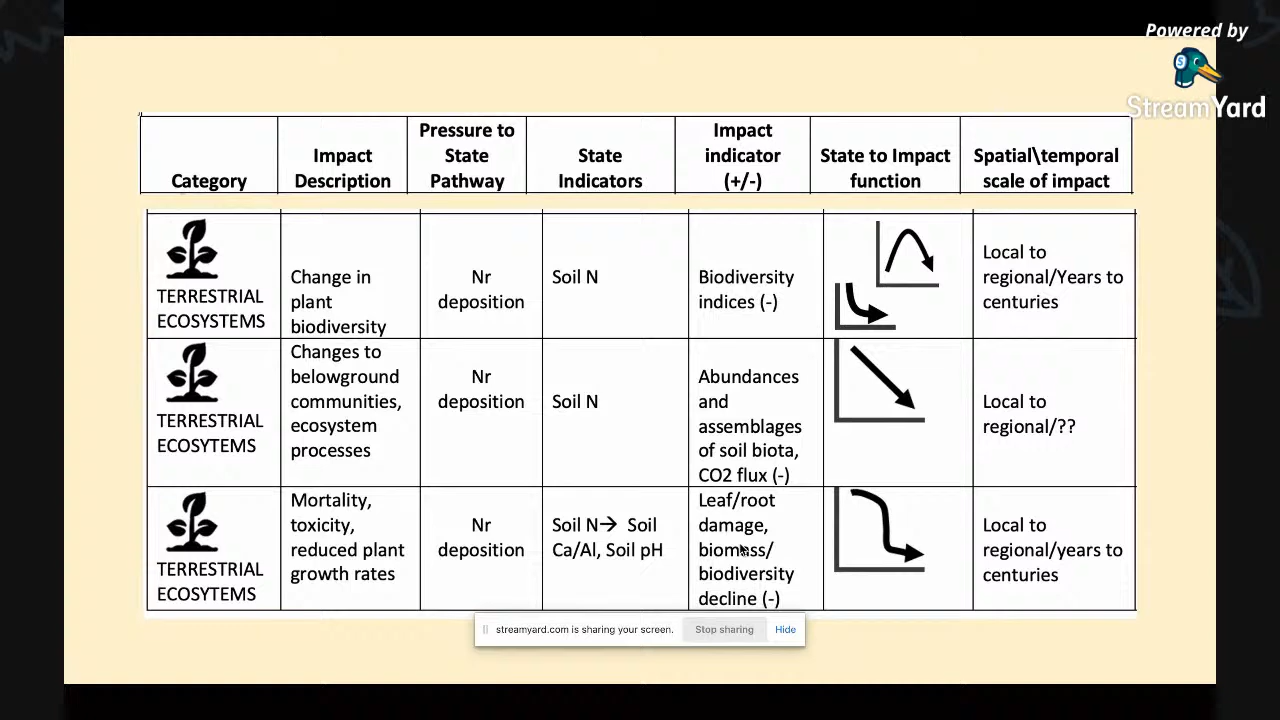 Powered by
StreamYard
Category
Impact
Description
Pressure to
State
Pathway
State
Indicators
Impact
indicator
(+/-)
State to Impact
function
Spatial\temporal
scale of impact
TERRESTRIAL
ECOSYSTEMS
Change in
plant
biodiversity
Nr
deposition
Soil N
Biodiversity
indices (-)
Local to
regional/Years to
centuries
TERRESTRIAL
ECOSYTEMS
Changes to
belowground
communities,
ecosystem
processes
Nr
deposition
Soil N
Abundances
and
assemblages
of soil biota,
CO2 flux (-)
Local to
regional/??
TERRESTRIAL
ECOSYTEMS
Mortality,
toxicity,
reduced plant
growth rates
Nr
deposition
Soil N→ Soil
Ca/Al, Soil pH
Leaf/root
damage,
biomass/
biodiversity
decline (-)
Local to
regional/years to
centuries
streamyard.com is sharing your screen.
Stop sharing
Hide